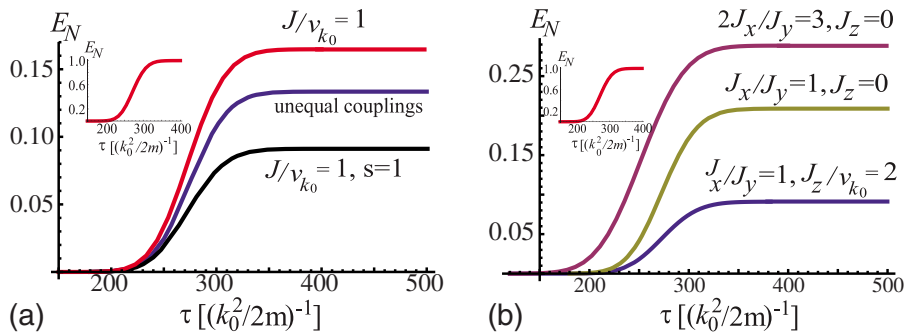 E_N
J/v_{k_0} = 1
0.15
0.10
0.05
E_N
1.0
0.6
0.2
200 300 400
τ [(k_0^2/2m)^{-1}]
unequal couplings
J/v_{k_0} = 1, s=1
200 300 400 500
(a) τ [(k_0^2/2m)^{-1}]
E_N
2J_x/J_y=3, J_z=0
0.25
0.15
0.05
E_N
1.0
0.6
0.2
200 300 400
τ [(k_0^2/2m)^{-1}]
J_x/J_y=1, J_z=0
J_x/J_y=1, J_z/v_{k_0} = 2
200 300 400 500
(b) τ [(k_0^2/2m)^{-1}]